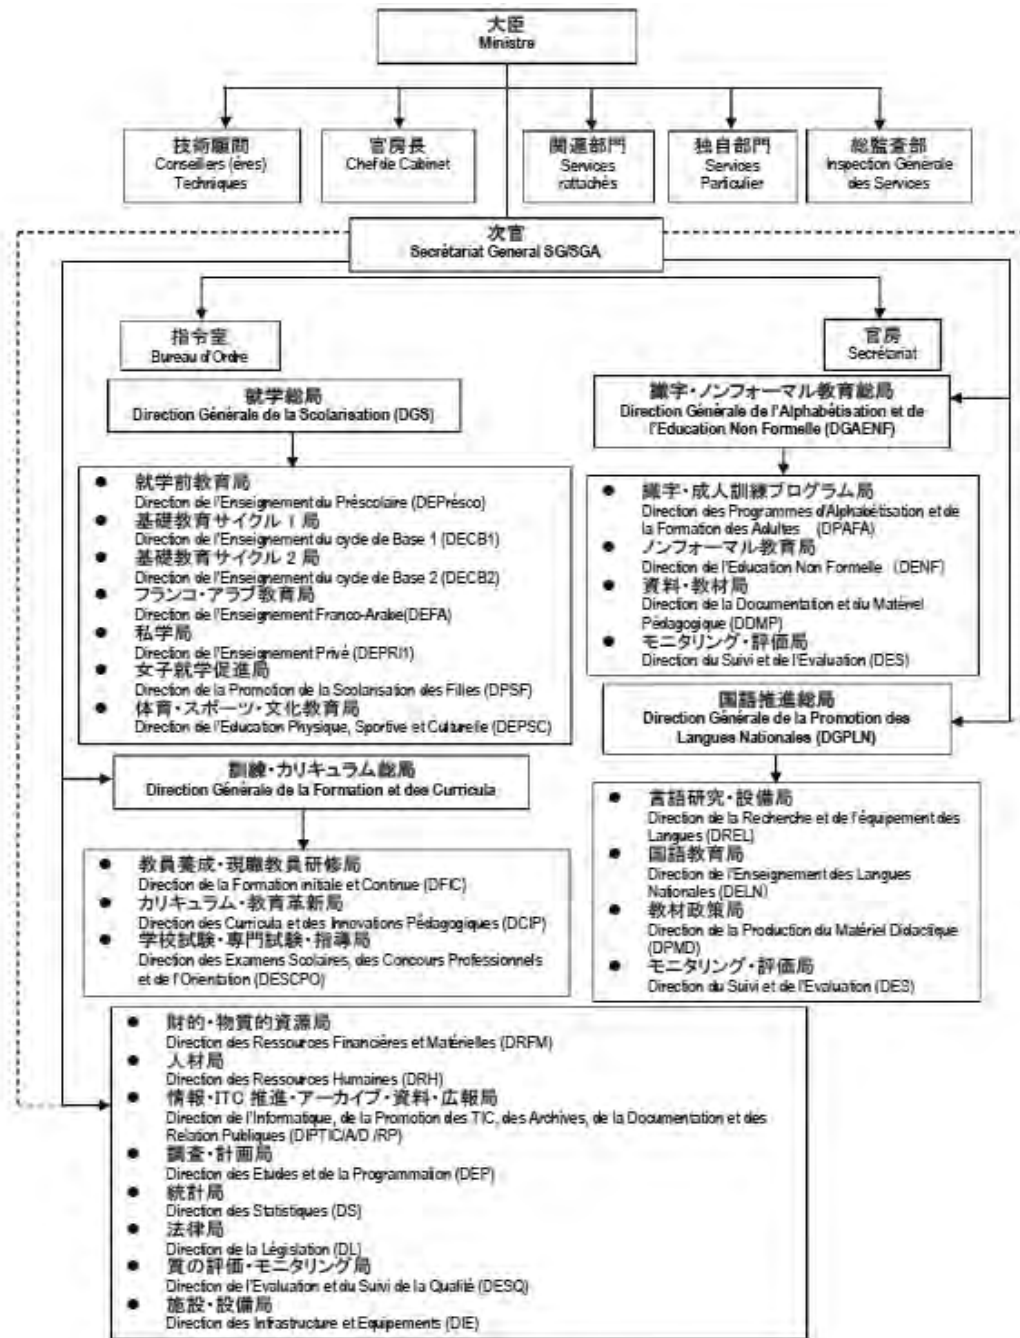 大臣
Ministre
技術顧問
Conseillers (ères)
Techniques
官房長
Chef de Cabinet
関連部門
Services
rattachés
独自部門
Services
Particulier
総監査部
Inspection Générale
des Services
次官
Secrétariat General SG/SGA
指令室
Bureau d'Ordre
官房
Secrétariat
就学総局
Direction Générale de la Scolarisation (DGS)
● 就学前教育局
Direction de l'Enseignement du Préscolaire (DEPrésco)
● 基礎教育サイクル 1 局
Direction de l'Enseignement du cycle de Base 1 (DECB1)
● 基礎教育サイクル 2 局
Direction de l'Enseignement du cycle de Base 2 (DECB2)
● フランコ・アラブ教育局
Direction de l'Enseignement Franco-Arabe(DEFA)
● 私学局
Direction de l'Enseignement Privé (DEPRI1)
● 女子就学促進局
Direction de la Promotion de la Scolarisation des Filles (DPSF)
● 体育・スポーツ・文化教育局
Direction de l'Education Physique, Sportive et Culturelle (DEPSC)
訓練・カリキュラム総局
Direction Générale de la Formation et des Curricula
● 教員養成・現職教員研修局
Direction de la Formation initiale et Continue (DFIC)
● カリキュラム・教育革新局
Direction des Curricula et des Innovations Pédagogiques (DCIP)
● 学校試験・専門試験・指導局
Direction des Examens Scolaires, des Concours Professionnels
et de l'Orientation (DESCPO)
識字・ノンフォーマル教育総局
Direction Générale de l'Alphabétisation et de
l'Education Non Formelle (DGAENF)
● 識字・成人訓練プログラム局
Direction des Programmes d'Alphabétisation et de
la Formation des Adultes (DPAFA)
● ノンフォーマル教育局
Direction de l'Education Non Formelle (DENF)
● 資料・教材局
Direction de la Documentation et du Matériel
Pédagogique (DDMP)
● モニタリング・評価局
Direction du Suivi et de l'Evaluation (DES)
国語推進総局
Direction Générale de la Promotion des
Langues Nationales (DGPLN)
● 言語研究・設備局
Direction de la Recherche et de l'équipement des
Langues (DREL)
● 国語教育局
Direction de l'Enseignement des Langues
Nationales (DELN)
● 教材政策局
Direction de la Production du Matériel Didactique
(DPMD)
● モニタリング・評価局
Direction du Suivi et de l'Evaluation (DES)
● 財的・物質的資源局
Direction des Ressources Financières et Matérielles (DRFM)
● 人材局
Direction des Ressources Humaines (DRH)
● 情報・ITC 推進・アーカイブ・資料・広報局
Direction de l'Informatique, de la Promotion des TIC, des Archives, de la Documentation et des
Relation Publiques (DIPTIC/A/D /RP)
● 調査・計画局
Direction des Etudes et de la Programmation (DEP)
● 統計局
Direction des Statistiques (DS)
● 法律局
Direction de la Législation (DL)
● 質の評価・モニタリング局
Direction de l'Evaluation et du Suivi de la Qualité (DESQ)
● 施設・設備局
Direction des Infrastructure et Equipements (DIE)